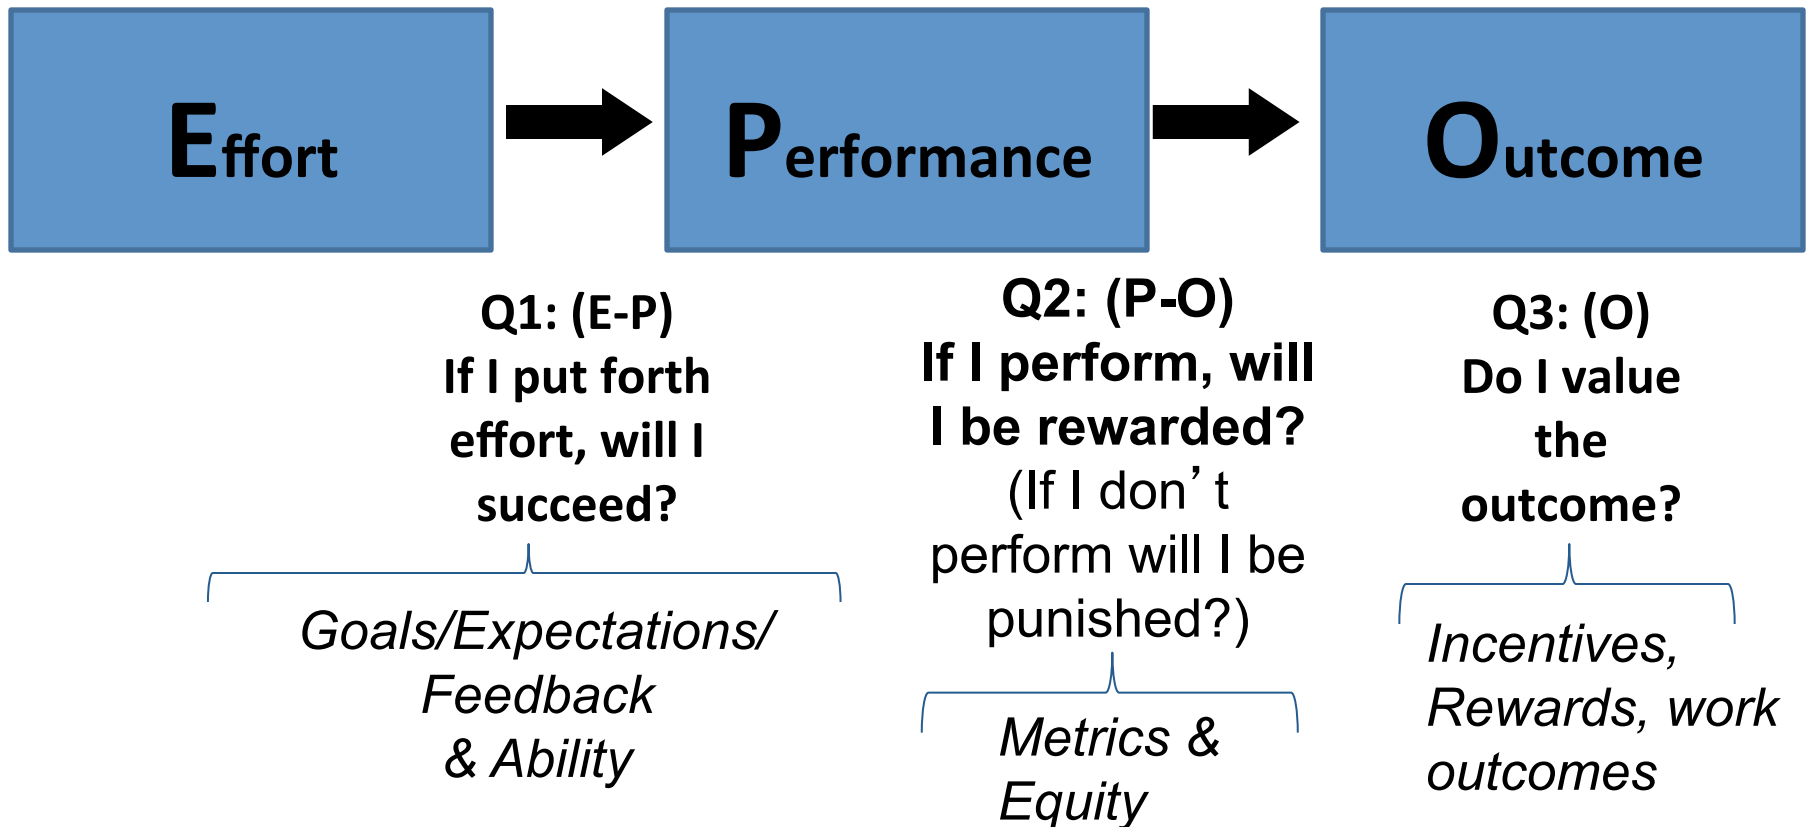 Effort
Performance
Outcome
Q1: (E-P)
If I put forth
effort, will I
succeed?
Goals/Expectations/
Feedback
& Ability
Q2: (P-O)
If I perform, will
I be rewarded?
(If I don’t
perform will I be
punished?)
Metrics &
Equity
Q3: (O)
Do I value
the
outcome?
Incentives,
Rewards, work
outcomes